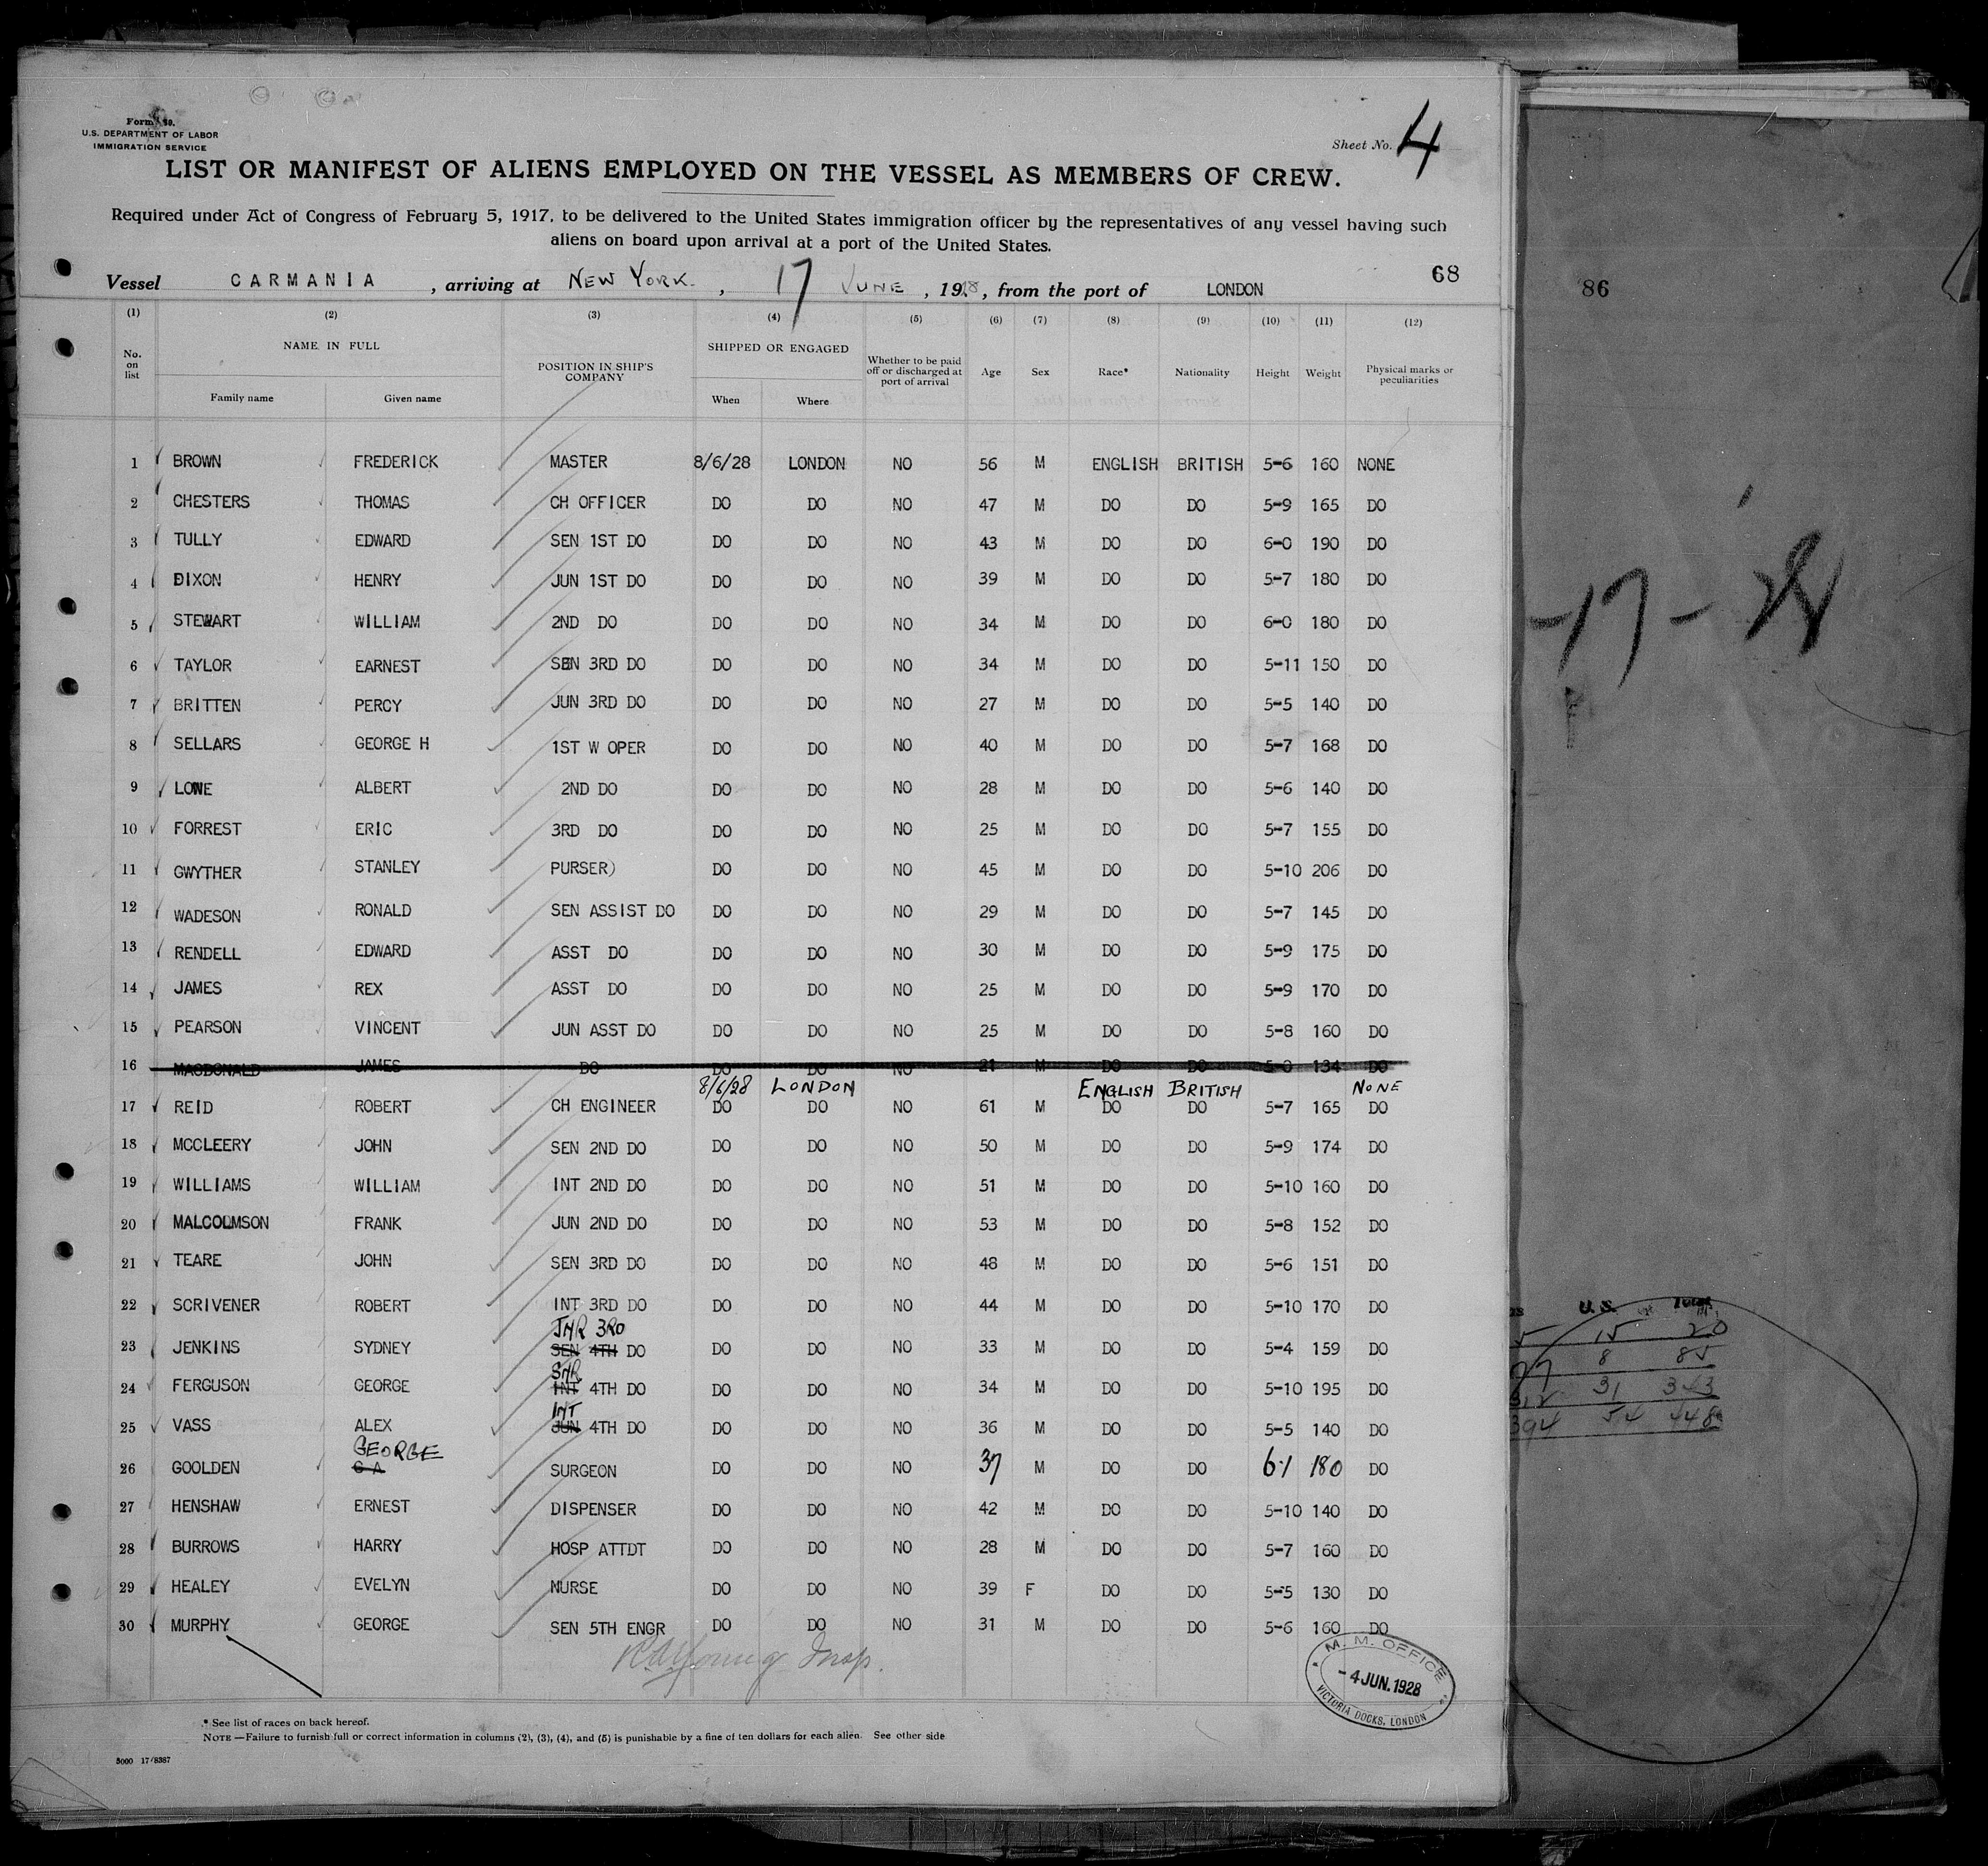 Form
U.S. DEPARTMENT OF LABOR
IMMIGRATION SERVICE
Sheet No. 4
LIST OR MANIFEST OF ALIENS EMPLOYED ON THE VESSEL AS MEMBERS OF CREW.
Required under Act of Congress of February 5, 1917, to be delivered to the United States immigration officer by the representatives of any vessel having such
aliens on board upon arrival at a port of the United States.
68
Vessel CARMANIA, arriving at NEW YORK, 17 JUNE, 1928, from the port of LONDON
(1) (2) (3) (4) (5) (6) (7) (8) (9) (10) (11) (12)
No. on list NAME IN FULL POSITION IN SHIP'S COMPANY SHIPPED OR ENGAGED Whether to be paid off or discharged at port of arrival Age Sex Race* Nationality Height Weight Physical marks or peculiarities
Family name Given name When Where
1 BROWN FREDERICK MASTER 8/6/28 LONDON NO 56 M ENGLISH BRITISH 5-6 160 NONE
2 CHESTERS THOMAS CH OFFICER DO DO NO 47 M DO DO 5-9 165 DO
3 TULLY EDWARD SEN 1ST DO DO DO NO 43 M DO DO 6-0 190 DO
4 DIXON HENRY JUN 1ST DO DO DO NO 39 M DO DO 5-7 180 DO
5 STEWART WILLIAM 2ND DO DO DO NO 34 M DO DO 6-0 180 DO
6 TAYLOR EARNEST SEN 3RD DO DO DO NO 34 M DO DO 5-11 150 DO
7 BRITTEN PERCY JUN 3RD DO DO DO NO 27 M DO DO 5-5 140 DO
8 SELLARS GEORGE H 1ST W OPER DO DO NO 40 M DO DO 5-7 168 DO
9 LOWE ALBERT 2ND DO DO DO NO 28 M DO DO 5-6 140 DO
10 FORREST ERIC 3RD DO DO DO NO 25 M DO DO 5-7 155 DO
11 GWYTHER STANLEY PURSER) DO DO NO 45 M DO DO 5-10 206 DO
12 WADESON RONALD SEN ASSIST DO DO DO NO 29 M DO DO 5-7 145 DO
13 RENDELL EDWARD ASST DO DO DO NO 30 M DO DO 5-9 175 DO
14 JAMES REX ASST DO DO DO NO 25 M DO DO 5-9 170 DO
15 PEARSON VINCENT JUN ASST DO DO DO NO 25 M DO DO 5-8 160 DO
16 MACDONALD JAMES DO DO DO NO 21 M DO DO 134 DO
8/6/28 LONDON ENGLISH BRITISH NONE
17 REID ROBERT CH ENGINEER DO DO NO 61 M DO DO 5-7 165 DO
18 MCCLEERY JOHN SEN 2ND DO DO DO NO 50 M DO DO 5-9 174 DO
19 WILLIAMS WILLIAM INT 2ND DO DO DO NO 51 M DO DO 5-10 160 DO
20 MALCOLMSON FRANK JUN 2ND DO DO DO NO 53 M DO DO 5-8 152 DO
21 TEARE JOHN SEN 3RD DO DO DO NO 48 M DO DO 5-6 151 DO
22 SCRIVENER ROBERT INT 3RD DO DO DO NO 44 M DO DO 5-10 170 DO
JNR 3RD
23 JENKINS SYDNEY SEN 4TH DO DO DO NO 33 M DO DO 5-4 159 DO
SNR
24 FERGUSON GEORGE INT 4TH DO DO DO NO 34 M DO DO 5-10 195 DO
INT
25 VASS ALEX JUN 4TH DO DO DO NO 36 M DO DO 5-5 140 DO
GEORGE
26 GOOLDEN G A SURGEON DO DO NO 37 M DO DO 6-1 180 DO
27 HENSHAW ERNEST DISPENSER DO DO NO 42 M DO DO 5-10 140 DO
28 BURROWS HARRY HOSP ATTDT DO DO NO 28 M DO DO 5-7 160 DO
29 HEALEY EVELYN NURSE DO DO NO 39 F DO DO 5-5 130 DO
30 MURPHY GEORGE SEN 5TH ENGR DO DO NO 31 M DO DO 5-6 160 DO
Young Insp.
M. M. OFFICE
-4 JUN. 1928
VICTORIA DOCKS, LONDON
* See list of races on back hereof.
NOTE—Failure to furnish full or correct information in columns (2), (3), (4), and (5) is punishable by a fine of ten dollars for each alien. See other side
5000 17/8387
86
-17-28
U.S. Total
5 15 20
77 8 85
312 31 343
394 54 448